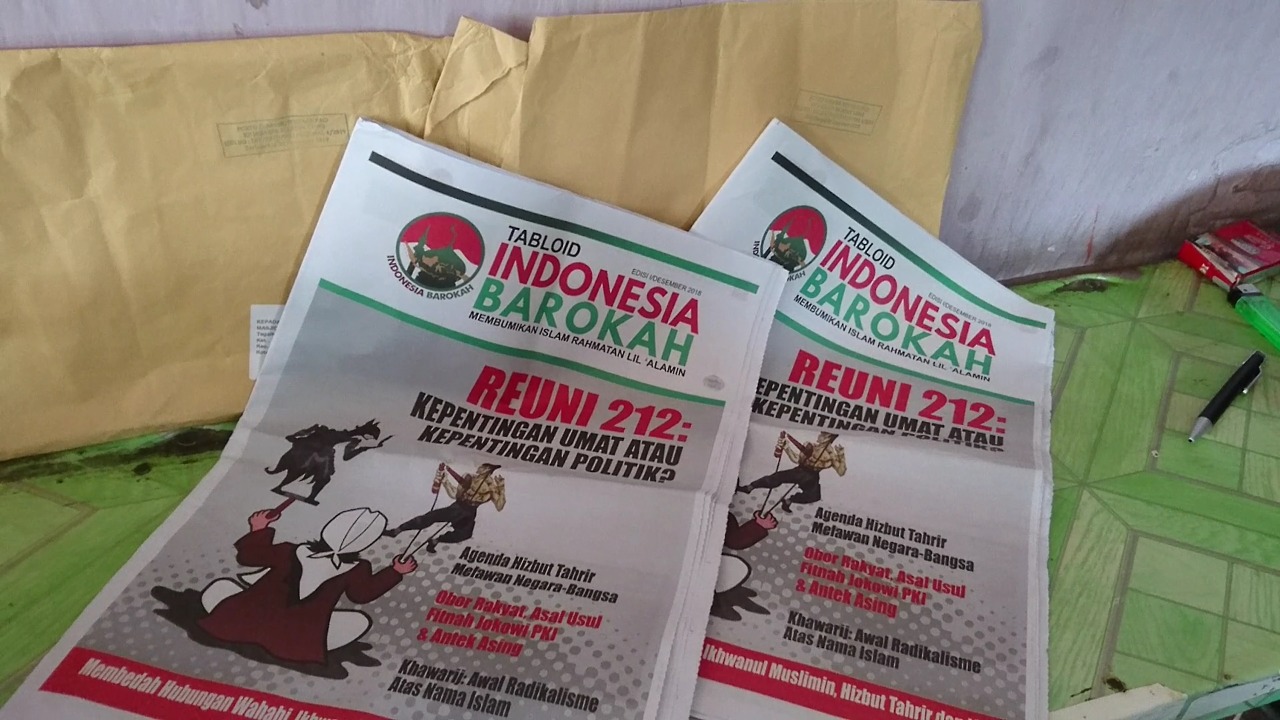 TABLOID
INDONESIA
BAROKAH
EDISI I/DESEMBER 2018
MEMBUMIKAN ISLAM RAHMATAN LIL 'ALAMIN
INDONESIA BAROKAH
REUNI 212:
KEPENTINGAN UMAT ATAU
KEPENTINGAN POLITIK?
Agenda Hizbut Tahrir
Melawan Negara-Bangsa
Obor Rakyat, Asal Usul
Fitnah Jokowi PKI
& Antek Asing
Khawarij: Awal Radikalisme
Atas Nama Islam
Membedah Hubungan Wahabi,
TABLOID
INDONESIA
BAROKAH
EDISI I/DESEMBER 2018
MEMBUMIKAN ISLAM RAHMATAN LIL 'ALAMIN
REUNI 212:
EPENTINGAN UMAT ATAU
KEPENTINGAN POLITIK?
Agenda Hizbut Tahrir
Melawan Negara-Bangsa
Obor Rakyat, Asal Usul
Fitnah Jokowi PKI
& Antek Asing
Khawarij: Awal Radikalisme
Atas Nama Islam
Ikhwanul Muslimin, Hizbut Tahrir dan
KEPADA